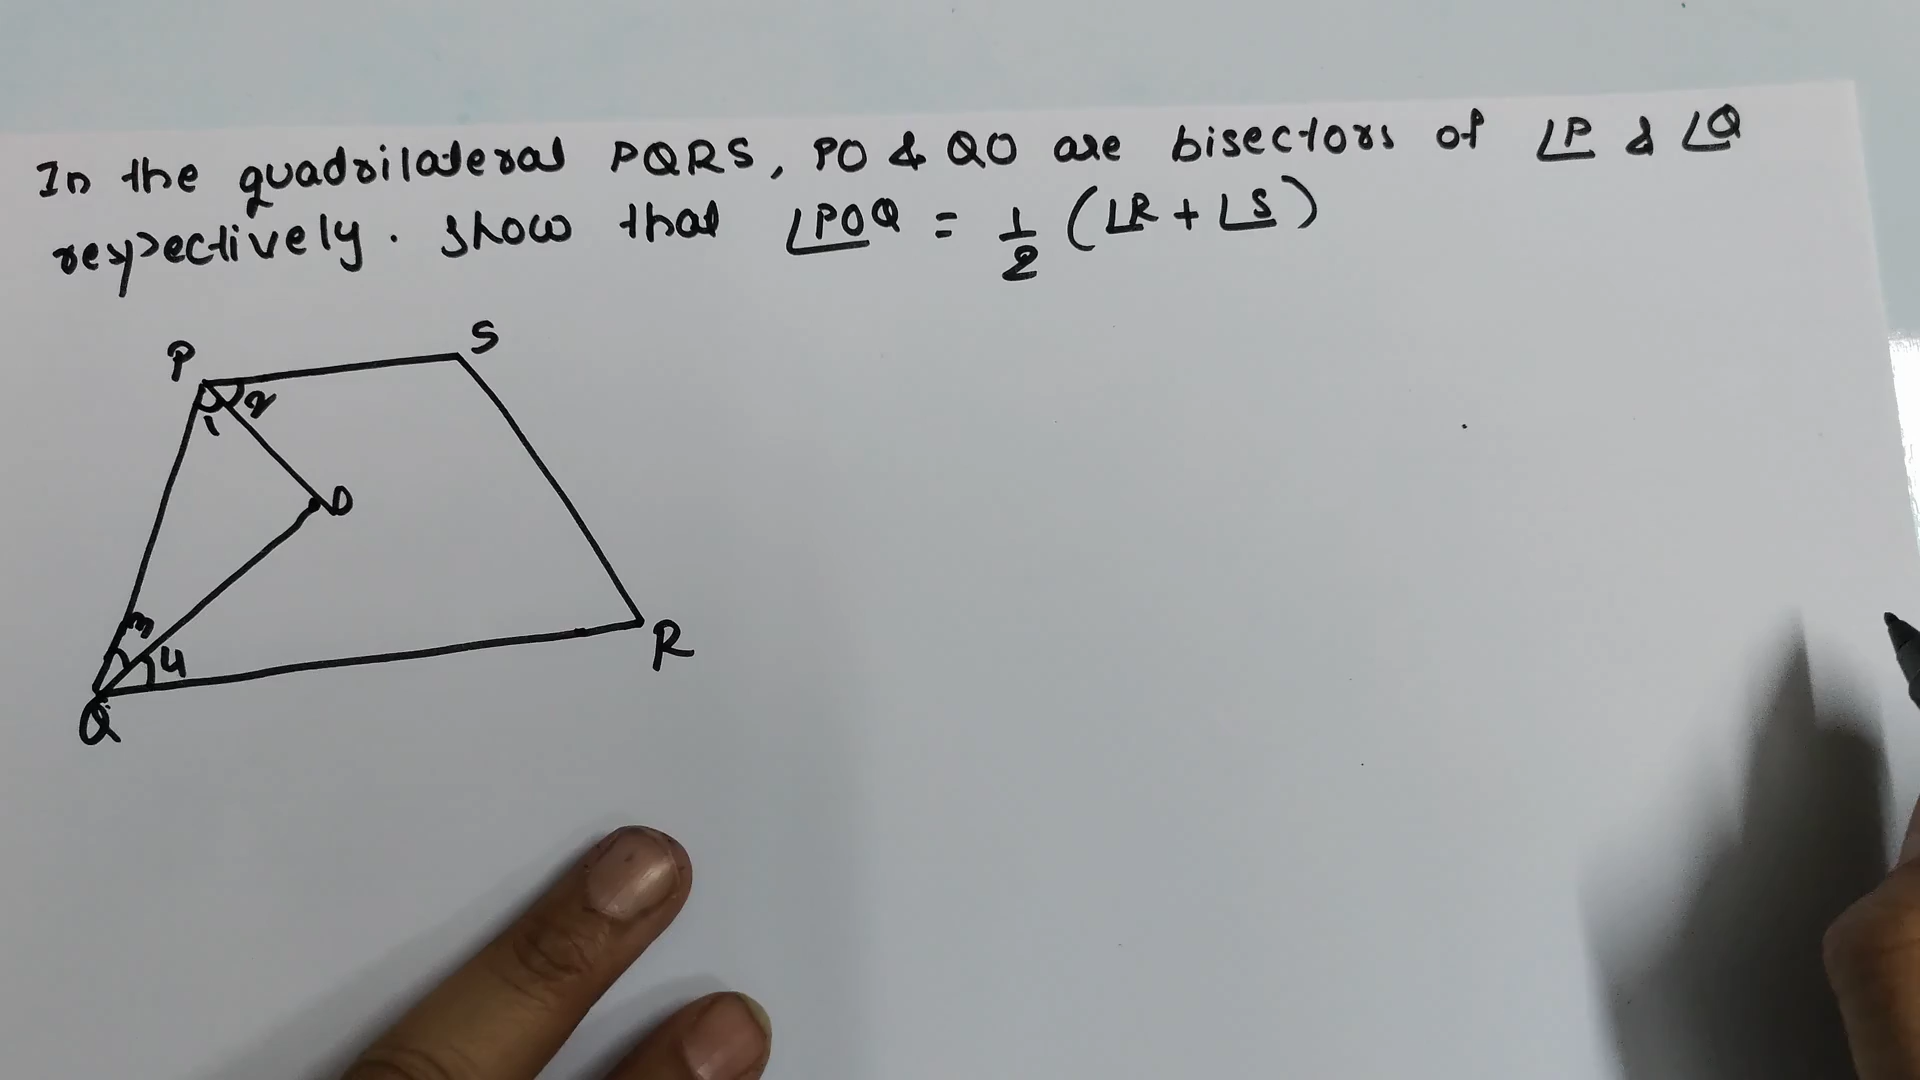 In the quadrilateral PQRS, PO & QO are bisectors of ∠P & ∠Q
respectively. Show that ∠POQ = 1/2 (∠R + ∠S)
P
S
1
2
O
3
4
R
Q